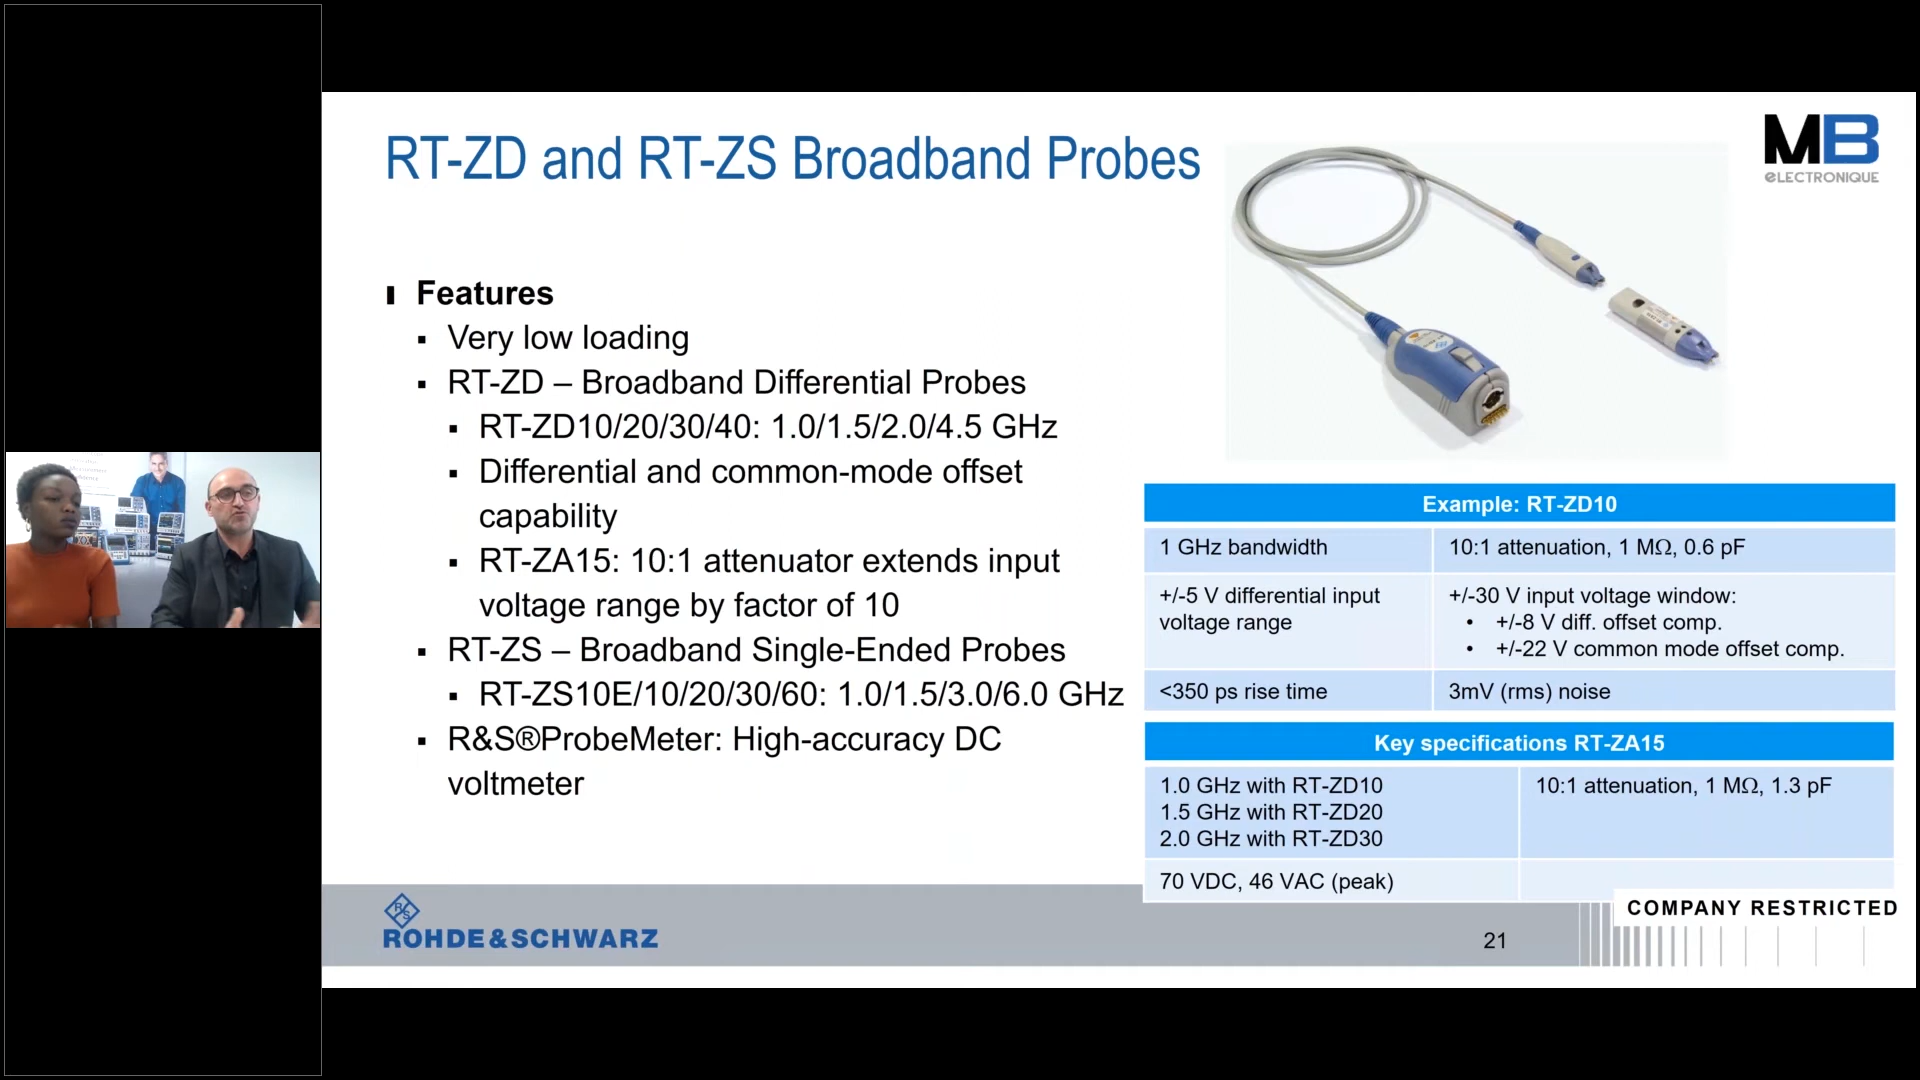 RT-ZD and RT-ZS Broadband Probes
MB
eLECTRONIQUE
Features
Very low loading
RT-ZD – Broadband Differential Probes
RT-ZD10/20/30/40: 1.0/1.5/2.0/4.5 GHz
Differential and common-mode offset
capability
RT-ZA15: 10:1 attenuator extends input
voltage range by factor of 10
RT-ZS – Broadband Single-Ended Probes
RT-ZS10E/10/20/30/60: 1.0/1.5/3.0/6.0 GHz
R&S®ProbeMeter: High-accuracy DC
voltmeter
Example: RT-ZD10
1 GHz bandwidth
10:1 attenuation, 1 MΩ, 0.6 pF
+/-5 V differential input
voltage range
+/-30 V input voltage window:
• +/-8 V diff. offset comp.
• +/-22 V common mode offset comp.
<350 ps rise time
3mV (rms) noise
Key specifications RT-ZA15
1.0 GHz with RT-ZD10
1.5 GHz with RT-ZD20
2.0 GHz with RT-ZD30
10:1 attenuation, 1 MΩ, 1.3 pF
70 VDC, 46 VAC (peak)
COMPANY RESTRICTED
RS
ROHDE&SCHWARZ
21